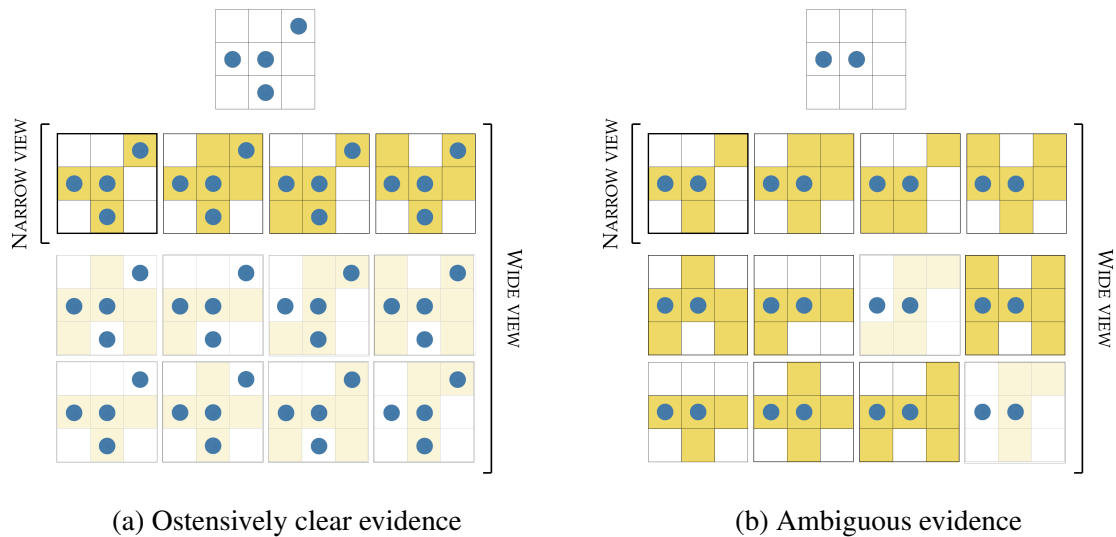 NARROW VIEW
WIDE VIEW
(a) Ostensively clear evidence
NARROW VIEW
WIDE VIEW
(b) Ambiguous evidence